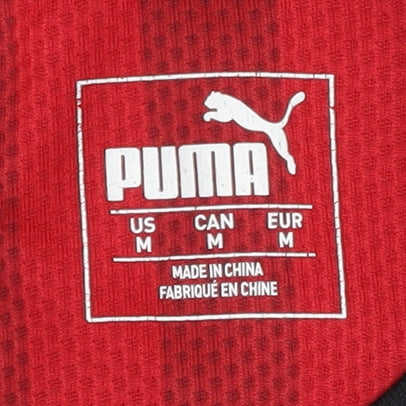 PUMA
US CAN EUR
M M M
MADE IN CHINA
FABRIQUÉ EN CHINE